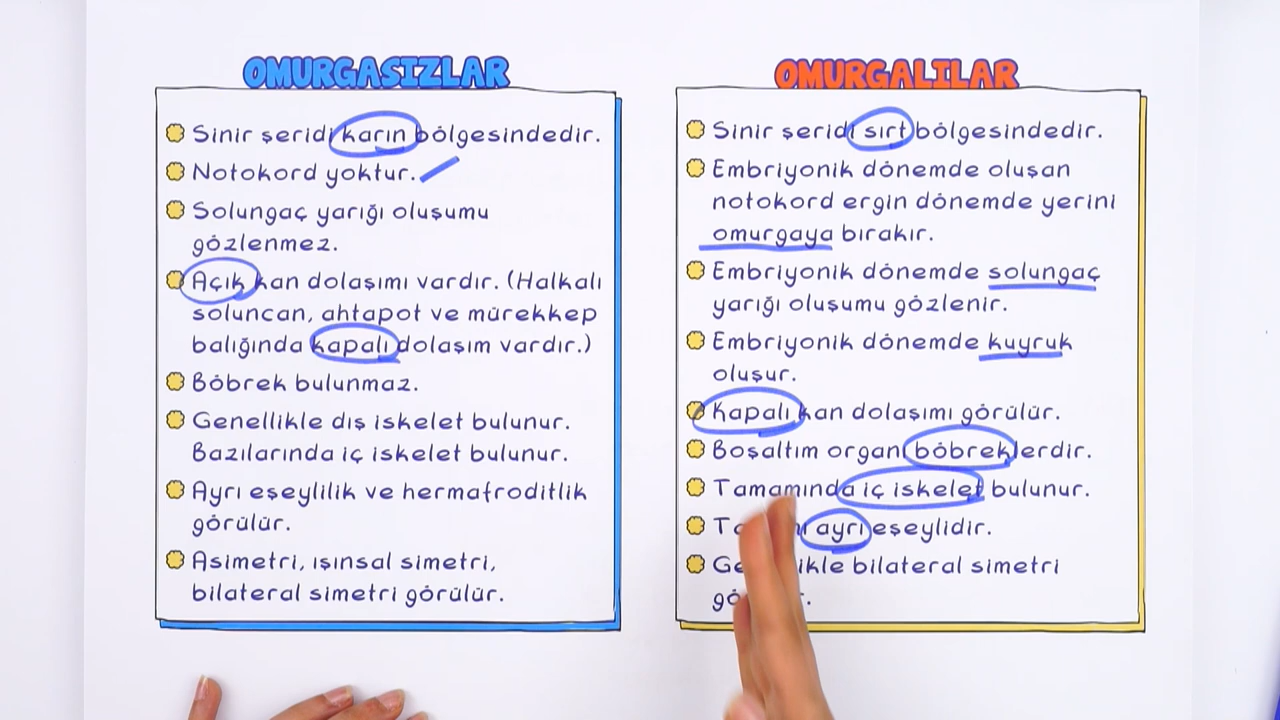 OMURGASIZLAR
Sinir şeridi karın bölgesindedir.
Notokord yoktur.
Solungaç yarığı oluşumu
gözlenmez.
Açık kan dolaşımı vardır. (Halkalı
soluncan, ahtapot ve mürekkep
balığında kapalı dolaşım vardır.)
Böbrek bulunmaz.
Genellikle dış iskelet bulunur.
Bazılarında iç iskelet bulunur.
Ayrı eşeylilik ve hermafroditlik
görülür.
Asimetri, ışınsal simetri,
bilateral simetri görülür.
OMURGALILAR
Sinir şeridi sırt bölgesindedir.
Embriyonik dönemde oluşan
notokord ergin dönemde yerini
omurgaya bırakır.
Embriyonik dönemde solungaç
yarığı oluşumu gözlenir.
Embriyonik dönemde kuyruk
oluşur.
Kapalı kan dolaşımı görülür.
Boşaltım organ böbreklerdir.
Tamamında iç iskelet bulunur.
ayrı eşeylidir.
bilateral simetri